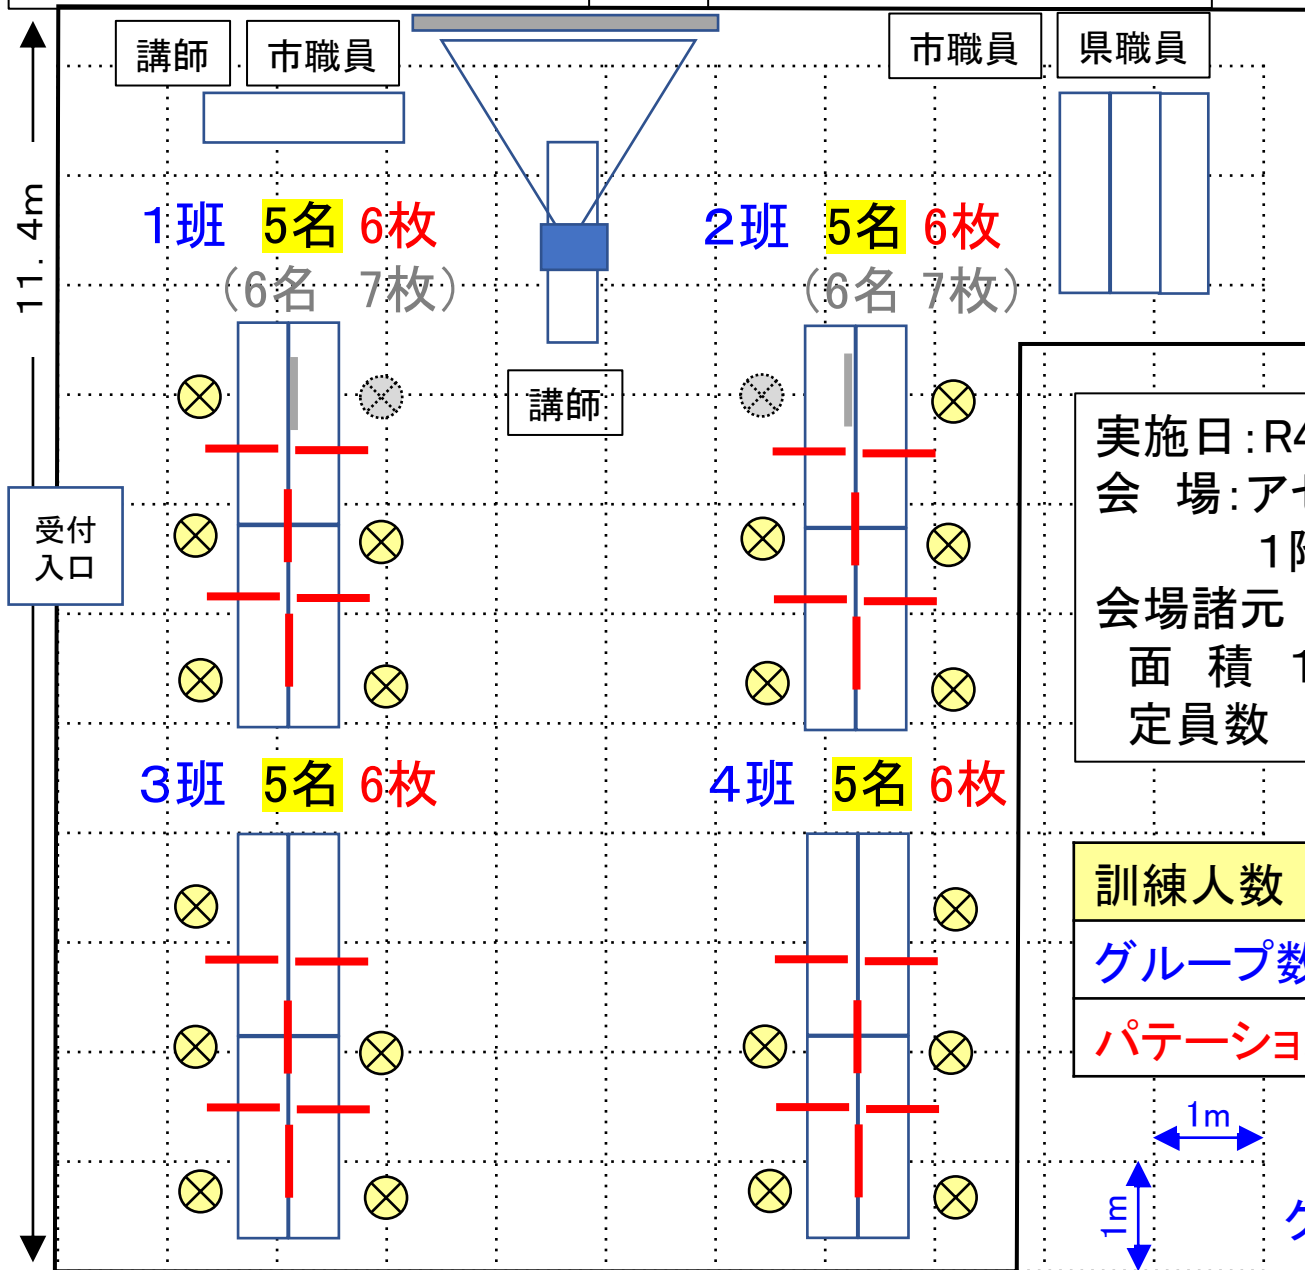 講師
市職員
市職員
県職員
11.4m
1班 5名 6枚
(6名 7枚)
2班 5名 6枚
(6名 7枚)
講師
受付
入口
実施日:R4
会 場:アセ
1階
会場諸元
面 積 1
定員数
3班 5名 6枚
4班 5名 6枚
訓練人数
グループ数
パテーショ
1m
1m